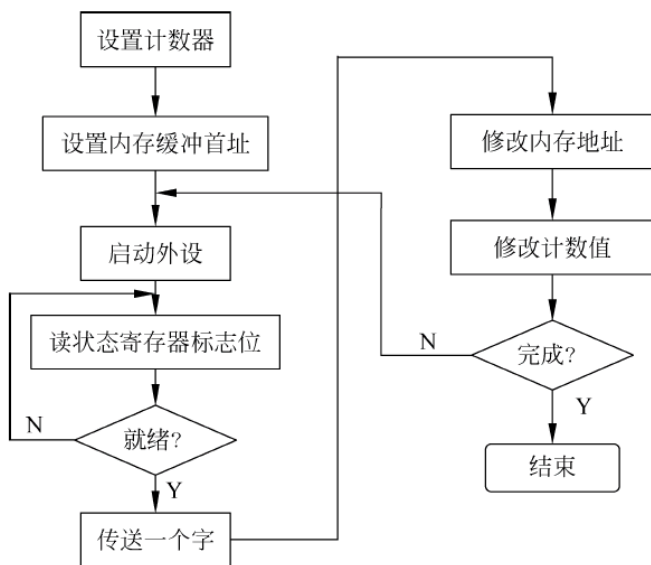 设置计数器
设置内存缓冲首址
启动外设
读状态寄存器标志位
N
就绪?
Y
传送一个字
修改内存地址
修改计数值
N
完成?
Y
结束